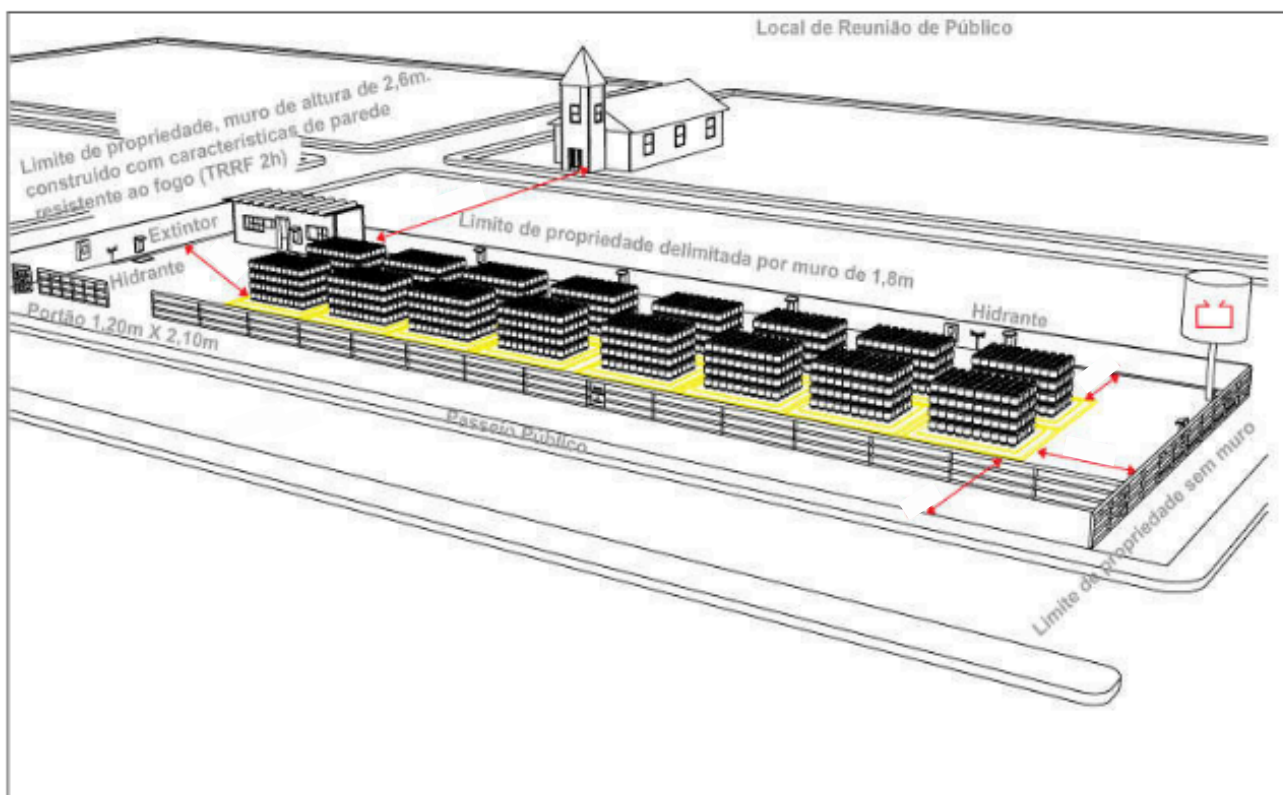 Local de Reunião de Público
Limite de propriedade, muro de altura de 2,6m.
construído com características de parede
resistente ao fogo (TRRF 2h)
Extintor
Hidrante
Limite de propriedade delimitada por muro de 1,8m
Hidrante
Portão 1,20m X 2,10m
Passeio Público
Limite de propriedade sem muro